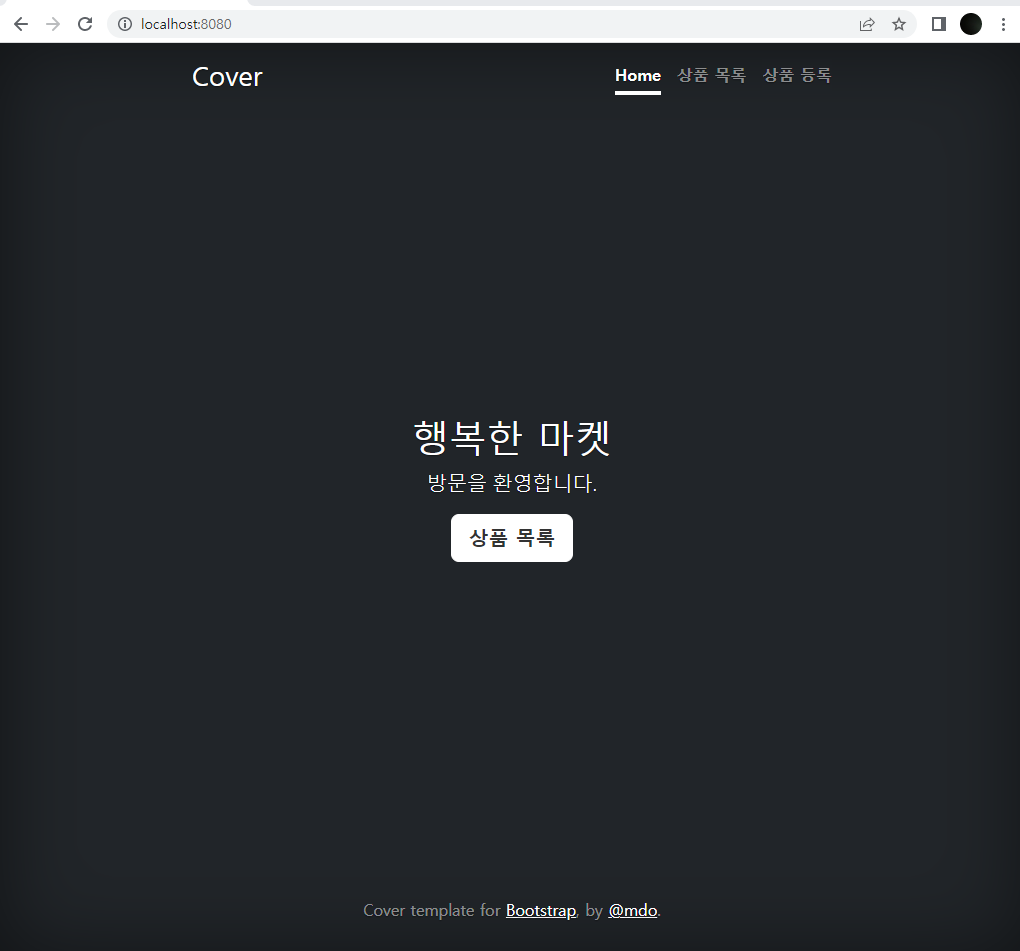 localhost:8080
Cover
Home 상품 목록 상품 등록
행복한 마켓
방문을 환영합니다.
상품 목록
Cover template for Bootstrap, by @mdo.